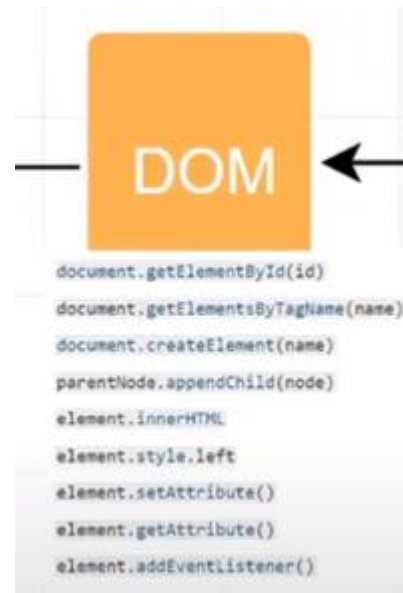 DOM
document.getElementById(id)
document.getElementsByTagName(name)
document.createElement(name)
parentNode.appendChild(node)
element.innerHTML
element.style.left
element.setAttribute()
element.getAttribute()
element.addEventListener()